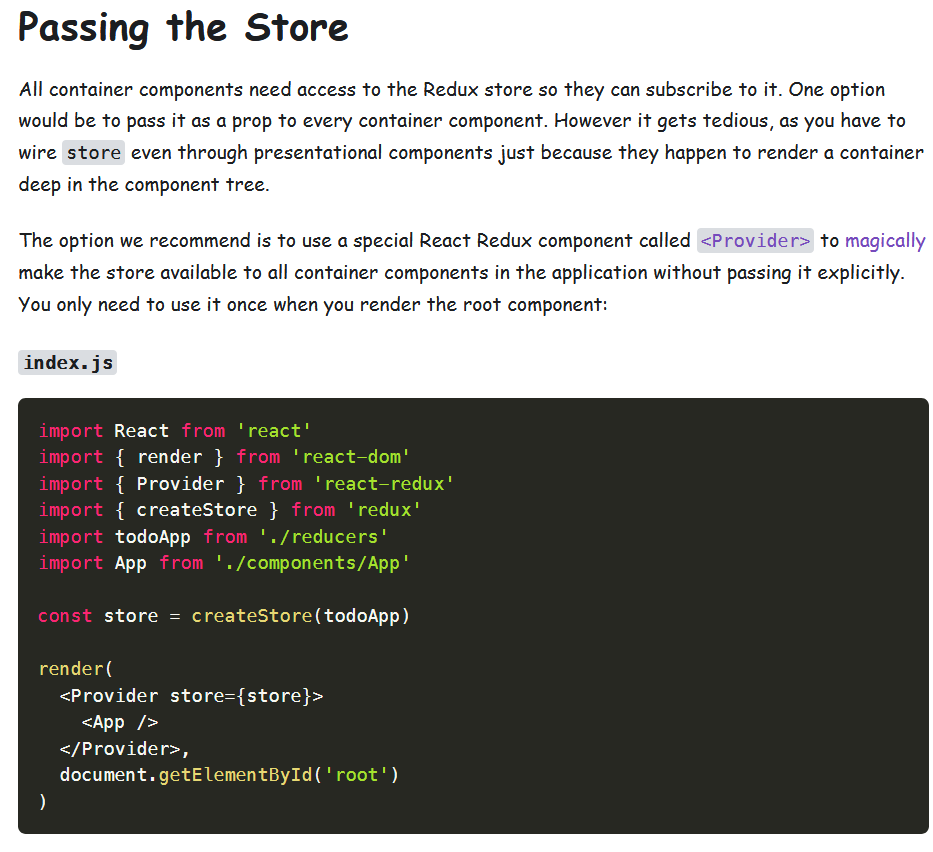 Passing the Store
All container components need access to the Redux store so they can subscribe to it. One option
would be to pass it as a prop to every container component. However it gets tedious, as you have to
wire store even through presentational components just because they happen to render a container
deep in the component tree.
The option we recommend is to use a special React Redux component called <Provider> to magically
make the store available to all container components in the application without passing it explicitly.
You only need to use it once when you render the root component:
index.js
import React from 'react'
import { render } from 'react-dom'
import { Provider } from 'react-redux'
import { createStore } from 'redux'
import todoApp from './reducers'
import App from './components/App'
const store = createStore(todoApp)
render(
  <Provider store={store}>
    <App />
  </Provider>,
  document.getElementById('root')
)